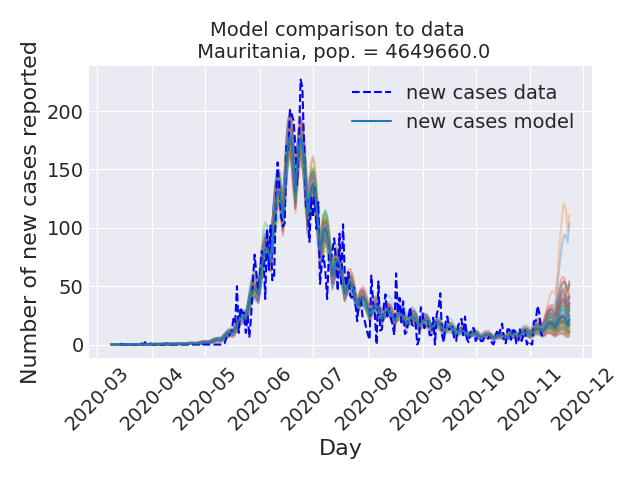 Model comparison to data
Mauritania, pop. = 4649660.0
Number of new cases reported
200
150
100
50
0
new cases data
new cases model
2020-03
2020-04
2020-05
2020-06
2020-07
2020-08
2020-09
2020-10
2020-11
2020-12
Day